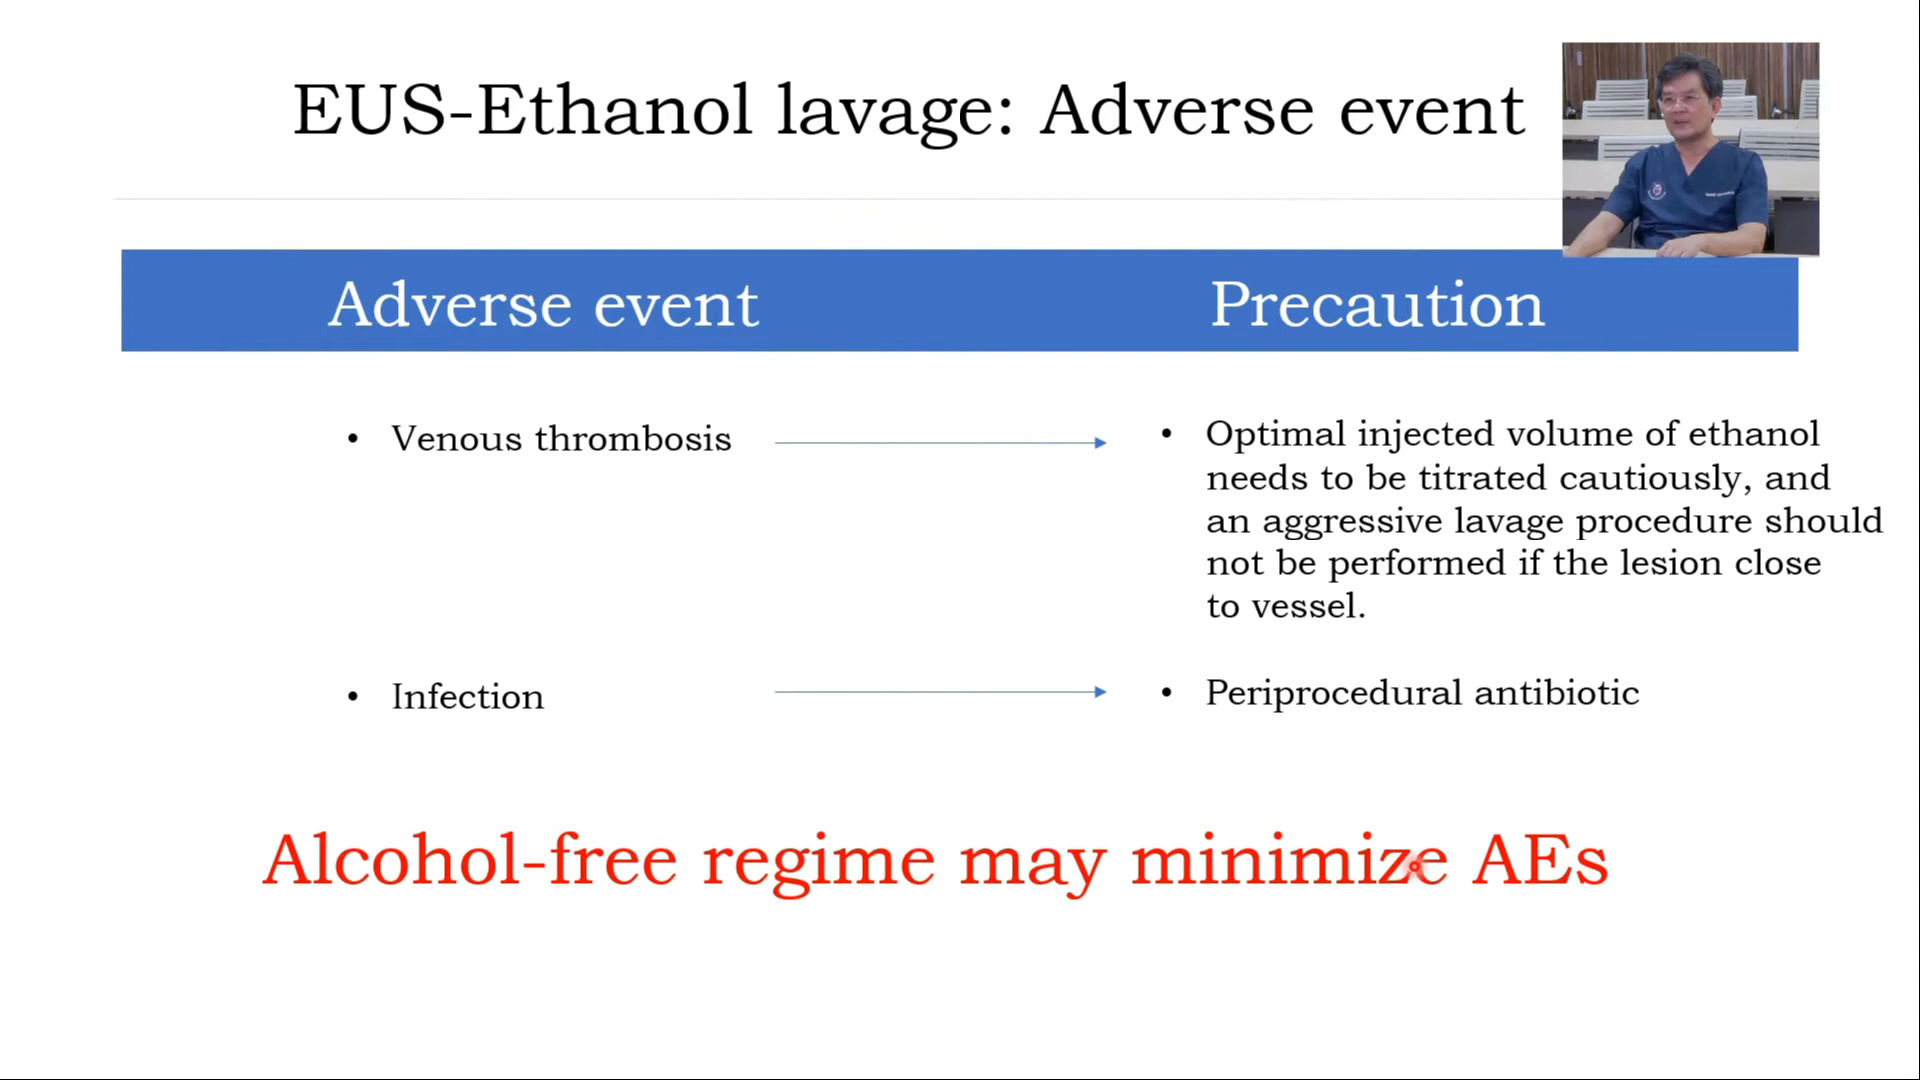 EUS-Ethanol lavage: Adverse event
Adverse event
Precaution
• Venous thrombosis
• Optimal injected volume of ethanol
needs to be titrated cautiously, and
an aggressive lavage procedure should
not be performed if the lesion close
to vessel.
• Infection
• Periprocedural antibiotic
Alcohol-free regime may minimize AEs